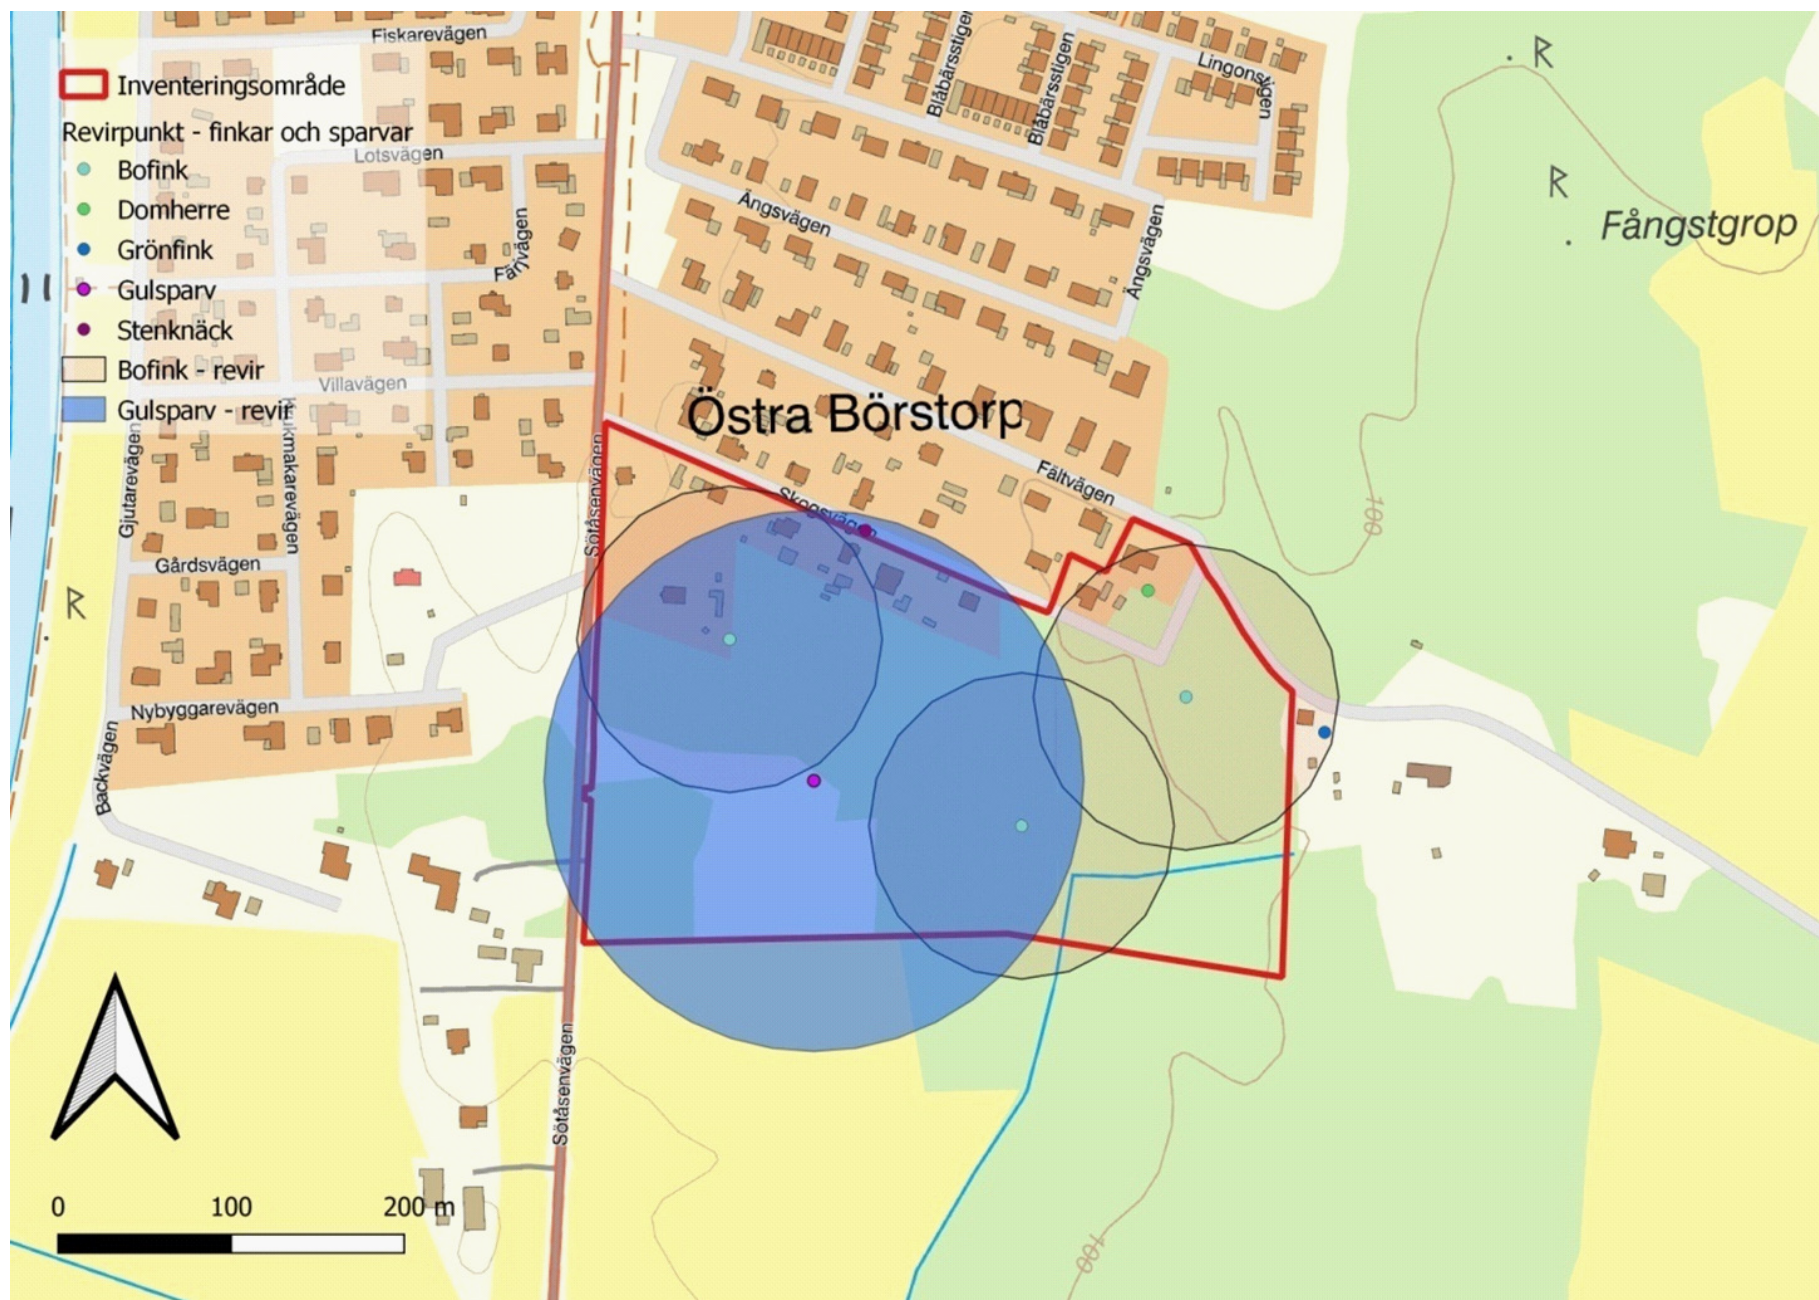 Fiskarevägen
Inventeringsområde
Revirpunkt - finkar och sparvar
Bofink
Domherre
Grönfink
Gulsparv
Stenknäck
Bofink - revir
Gulsparv - revir
Lotsvägen
Färjvägen
Villavägen
Krukmakarevägen
Gjutarevägen
Gårdsvägen
Nybyggarevägen
Backvägen
Sötåsenvägen
Sötåsenvägen
Blåbärsstigen
Blåbärsstigen
Lingonstigen
Ängsvägen
Ängsvägen
Östra Börstorp
Fältvägen
Skogsvägen
R
R
Fångstgrop
R
100
100
0 100 200 m